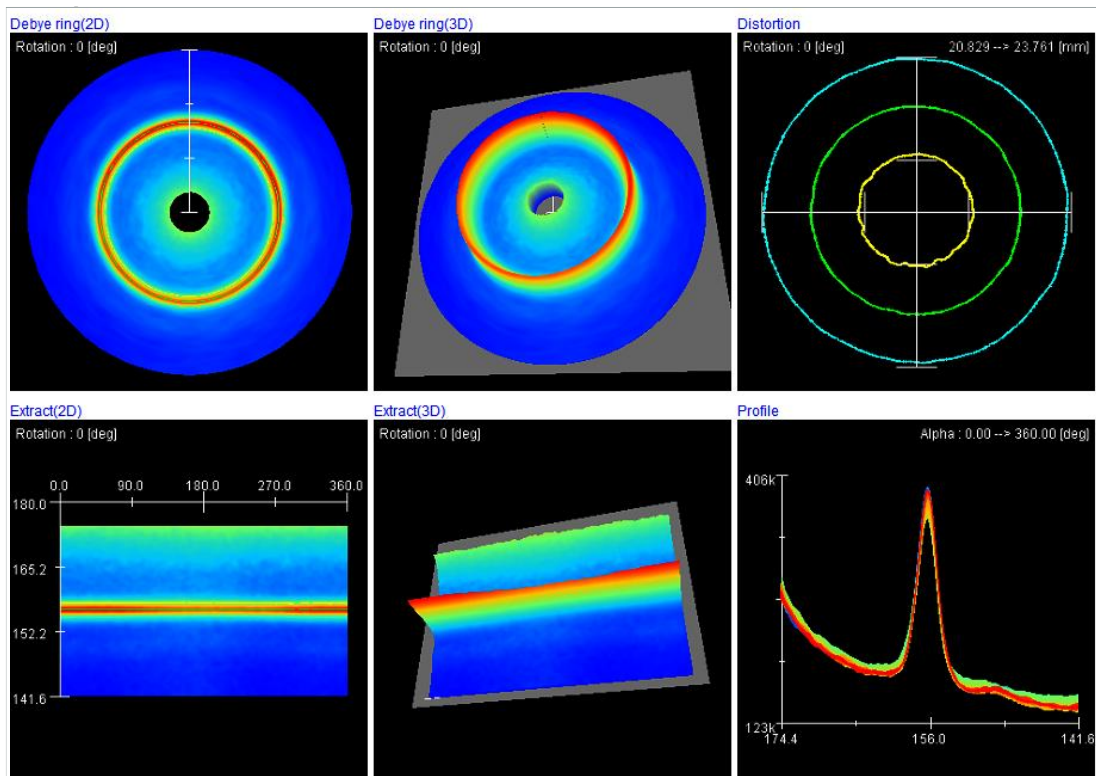 Debye ring(2D)
Rotation : 0 [deg]
Debye ring(3D)
Rotation : 0 [deg]
Distortion
Rotation : 0 [deg]
20.829 --> 23.761 [mm]
Extract(2D)
Rotation : 0 [deg]
0.0 90.0 180.0 270.0 360.0
180.0
165.2
152.2
141.6
Extract(3D)
Rotation : 0 [deg]
Profile
Alpha : 0.00 --> 360.00 [deg]
406k
123k
174.4 156.0 141.6